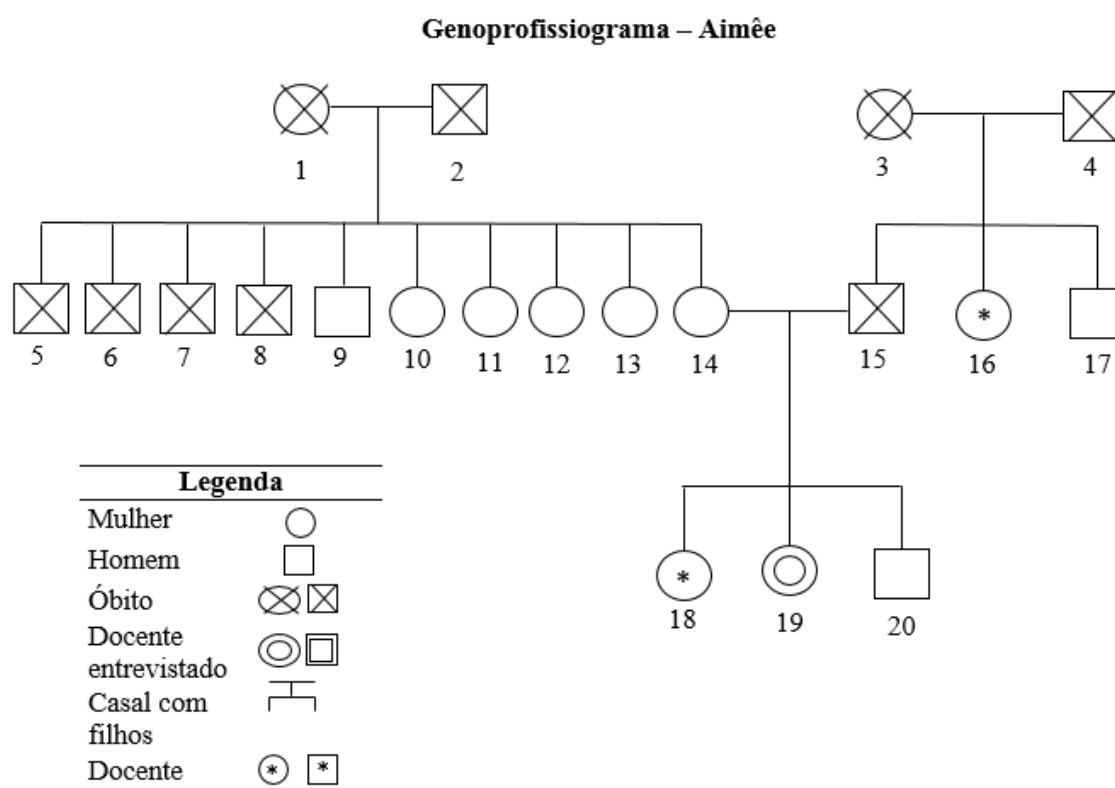 Genoprofissiograma – Aimêe
1 2 3 4
5 6 7 8 9 10 11 12 13 14 15 16 17
*
Legenda
Mulher
Homem
Óbito
Docente
entrevistado
Casal com
filhos
Docente * *
*
18 19 20